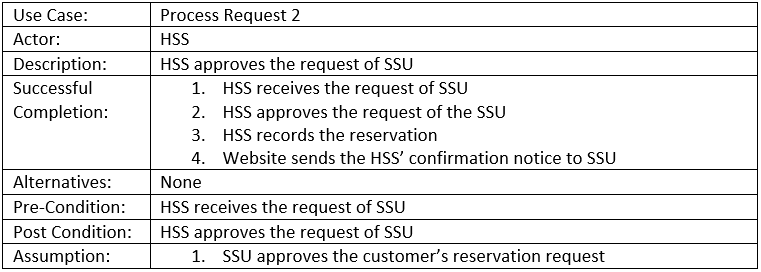 Use Case: Process Request 2
Actor: HSS
Description: HSS approves the request of SSU
Successful Completion: 1. HSS receives the request of SSU
2. HSS approves the request of the SSU
3. HSS records the reservation
4. Website sends the HSS' confirmation notice to SSU
Alternatives: None
Pre-Condition: HSS receives the request of SSU
Post Condition: HSS approves the request of SSU
Assumption: 1. SSU approves the customer's reservation request